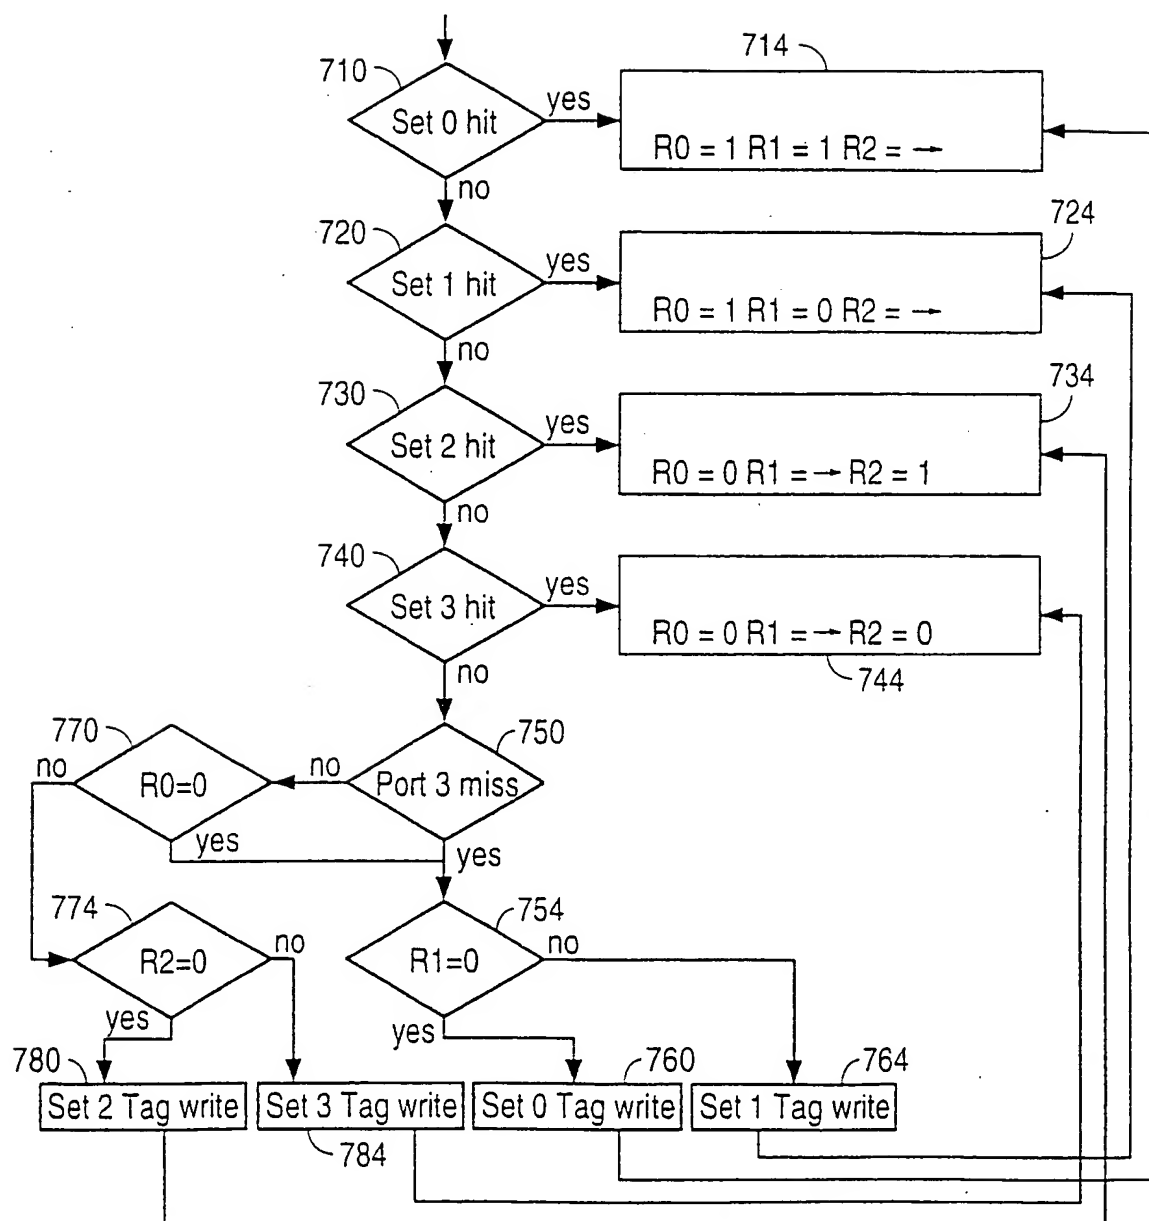 710
714
Set 0 hit
yes
R0 = 1 R1 = 1 R2 = →
no
720
724
Set 1 hit
yes
R0 = 1 R1 = 0 R2 = →
no
730
734
Set 2 hit
yes
R0 = 0 R1 = → R2 = 1
no
740
Set 3 hit
yes
R0 = 0 R1 = → R2 = 0
744
no
770
750
no
R0=0
no
Port 3 miss
yes
yes
774
754
R2=0
no
R1=0
no
yes
yes
780
760
764
Set 2 Tag write
Set 3 Tag write
Set 0 Tag write
Set 1 Tag write
784